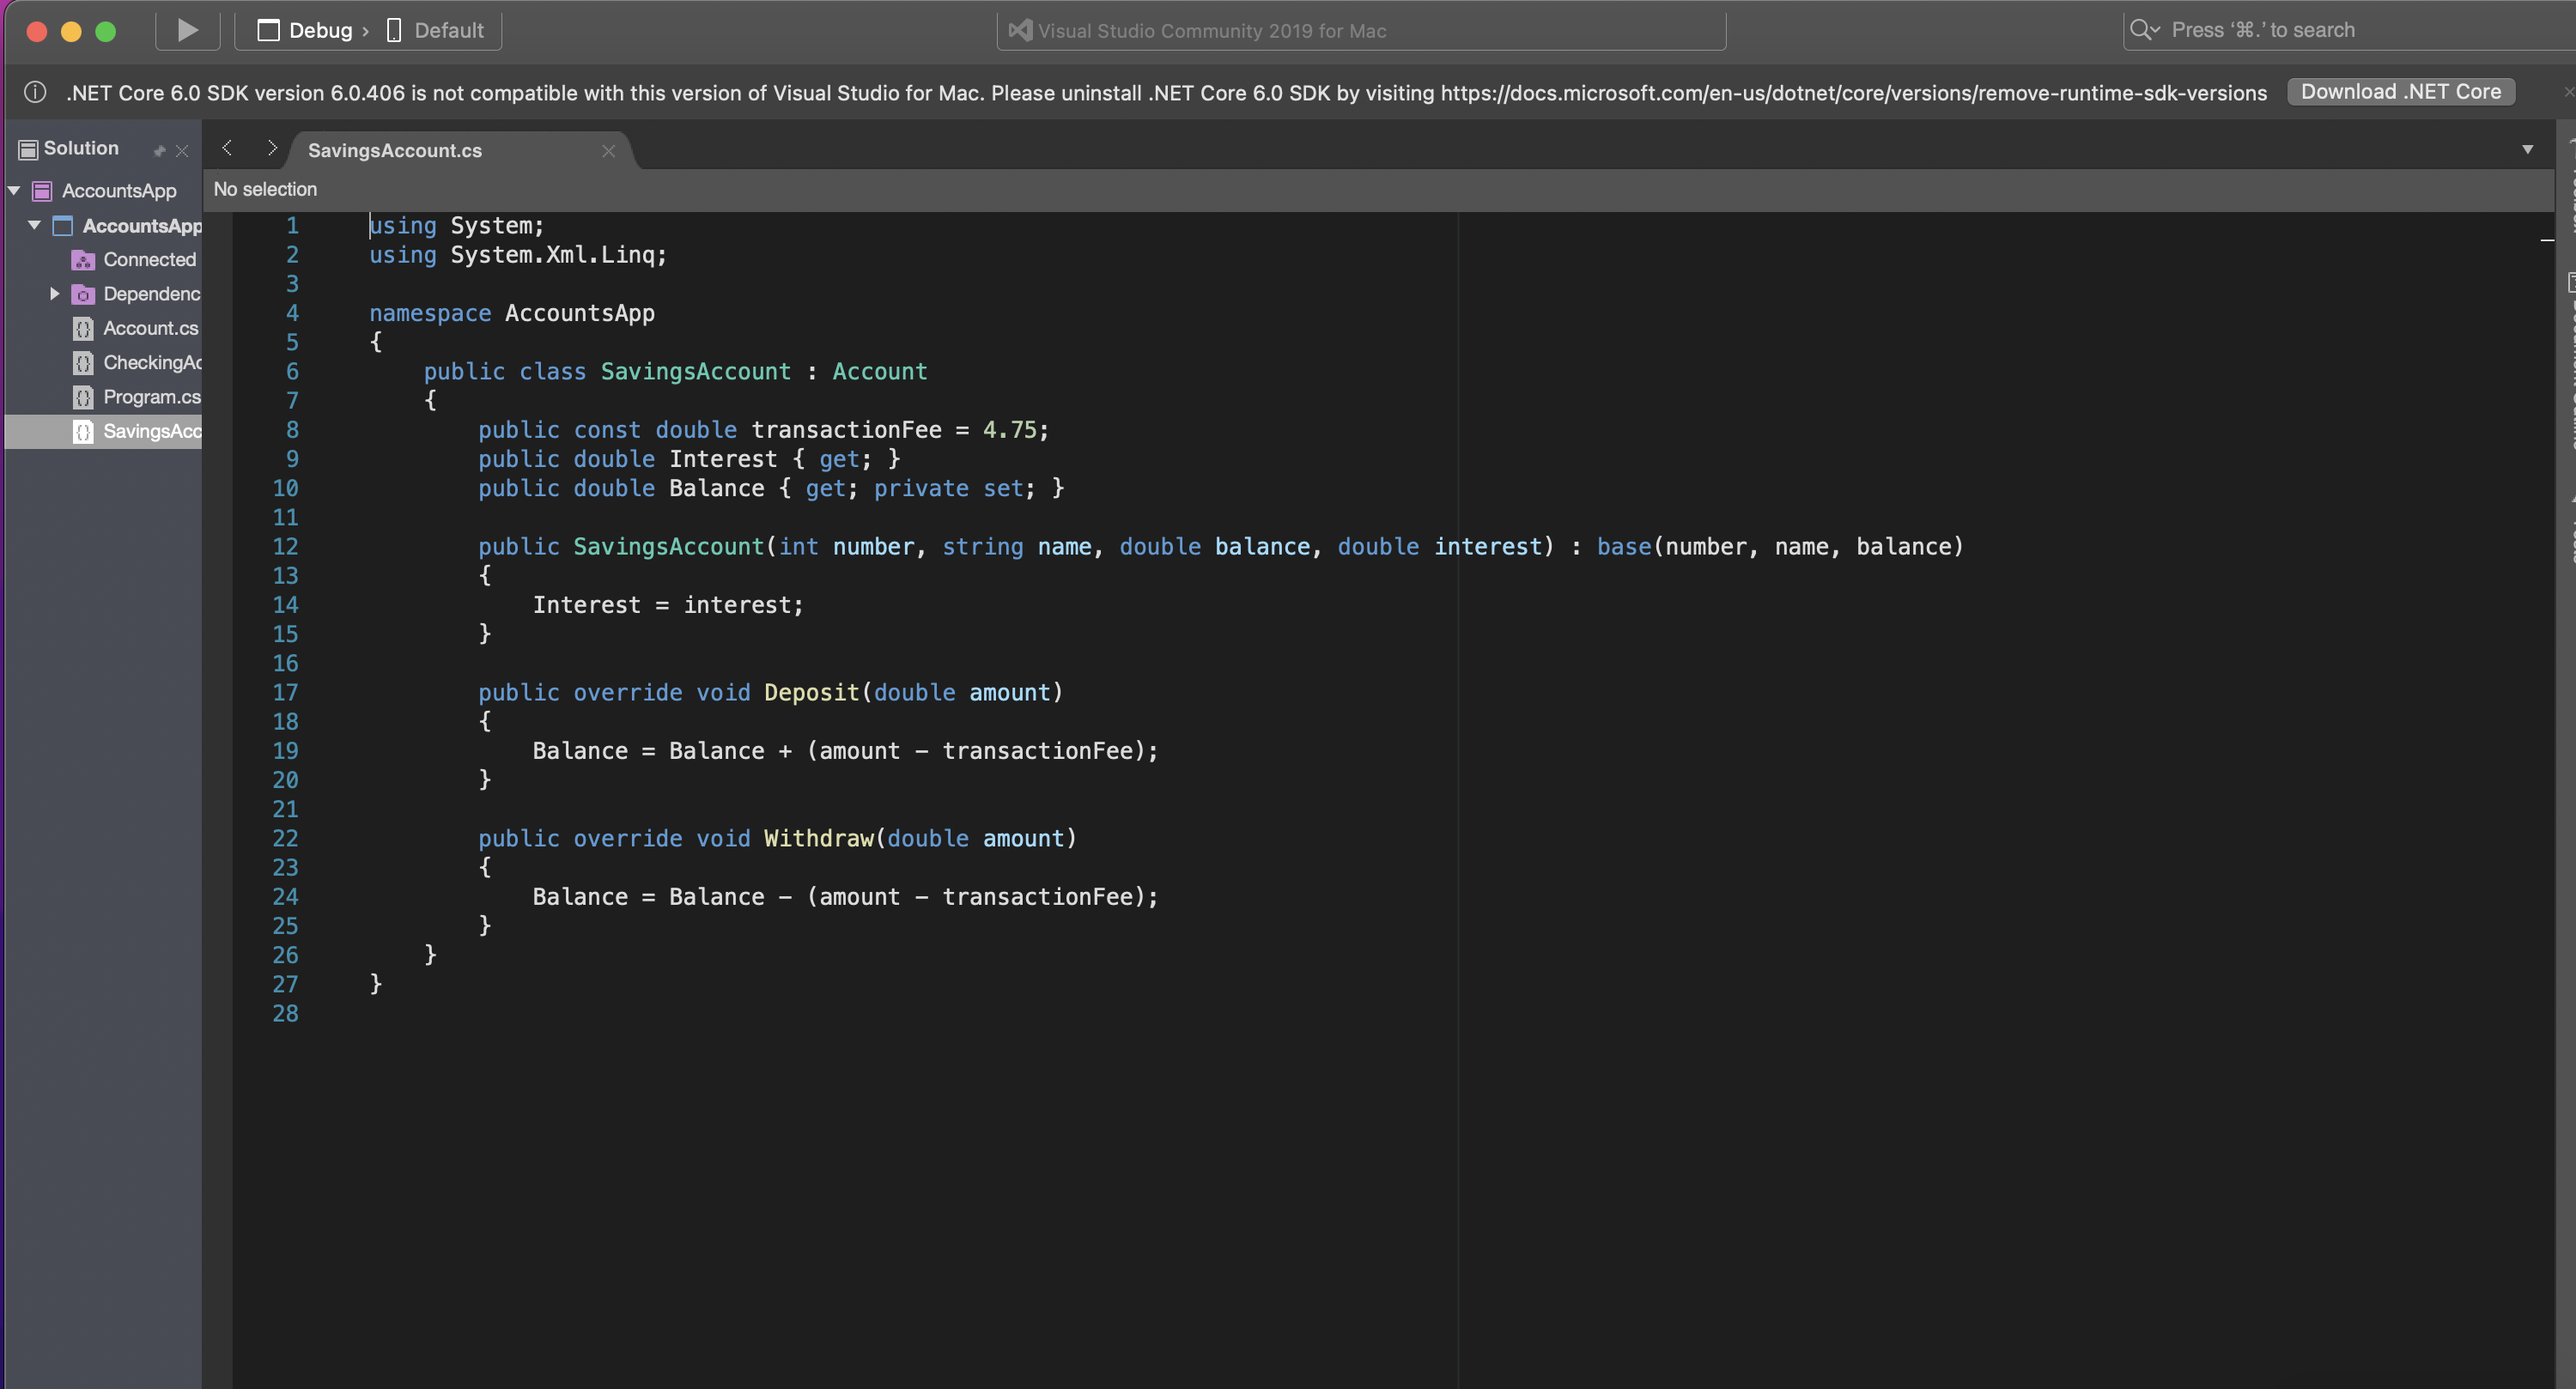 Debug › Default
Visual Studio Community 2019 for Mac
Press ‘⌘.’ to search
.NET Core 6.0 SDK version 6.0.406 is not compatible with this version of Visual Studio for Mac. Please uninstall .NET Core 6.0 SDK by visiting https://docs.microsoft.com/en-us/dotnet/core/versions/remove-runtime-sdk-versions
Download .NET Core
Solution
AccountsApp
AccountsApp
Connected
Dependenc
Account.cs
CheckingAc
Program.cs
SavingsAcc
SavingsAccount.cs
No selection
1 using System;
2 using System.Xml.Linq;
3
4 namespace AccountsApp
5 {
6 public class SavingsAccount : Account
7 {
8 public const double transactionFee = 4.75;
9 public double Interest { get; }
10 public double Balance { get; private set; }
11
12 public SavingsAccount(int number, string name, double balance, double interest) : base(number, name, balance)
13 {
14 Interest = interest;
15 }
16
17 public override void Deposit(double amount)
18 {
19 Balance = Balance + (amount - transactionFee);
20 }
21
22 public override void Withdraw(double amount)
23 {
24 Balance = Balance - (amount - transactionFee);
25 }
26 }
27 }
28